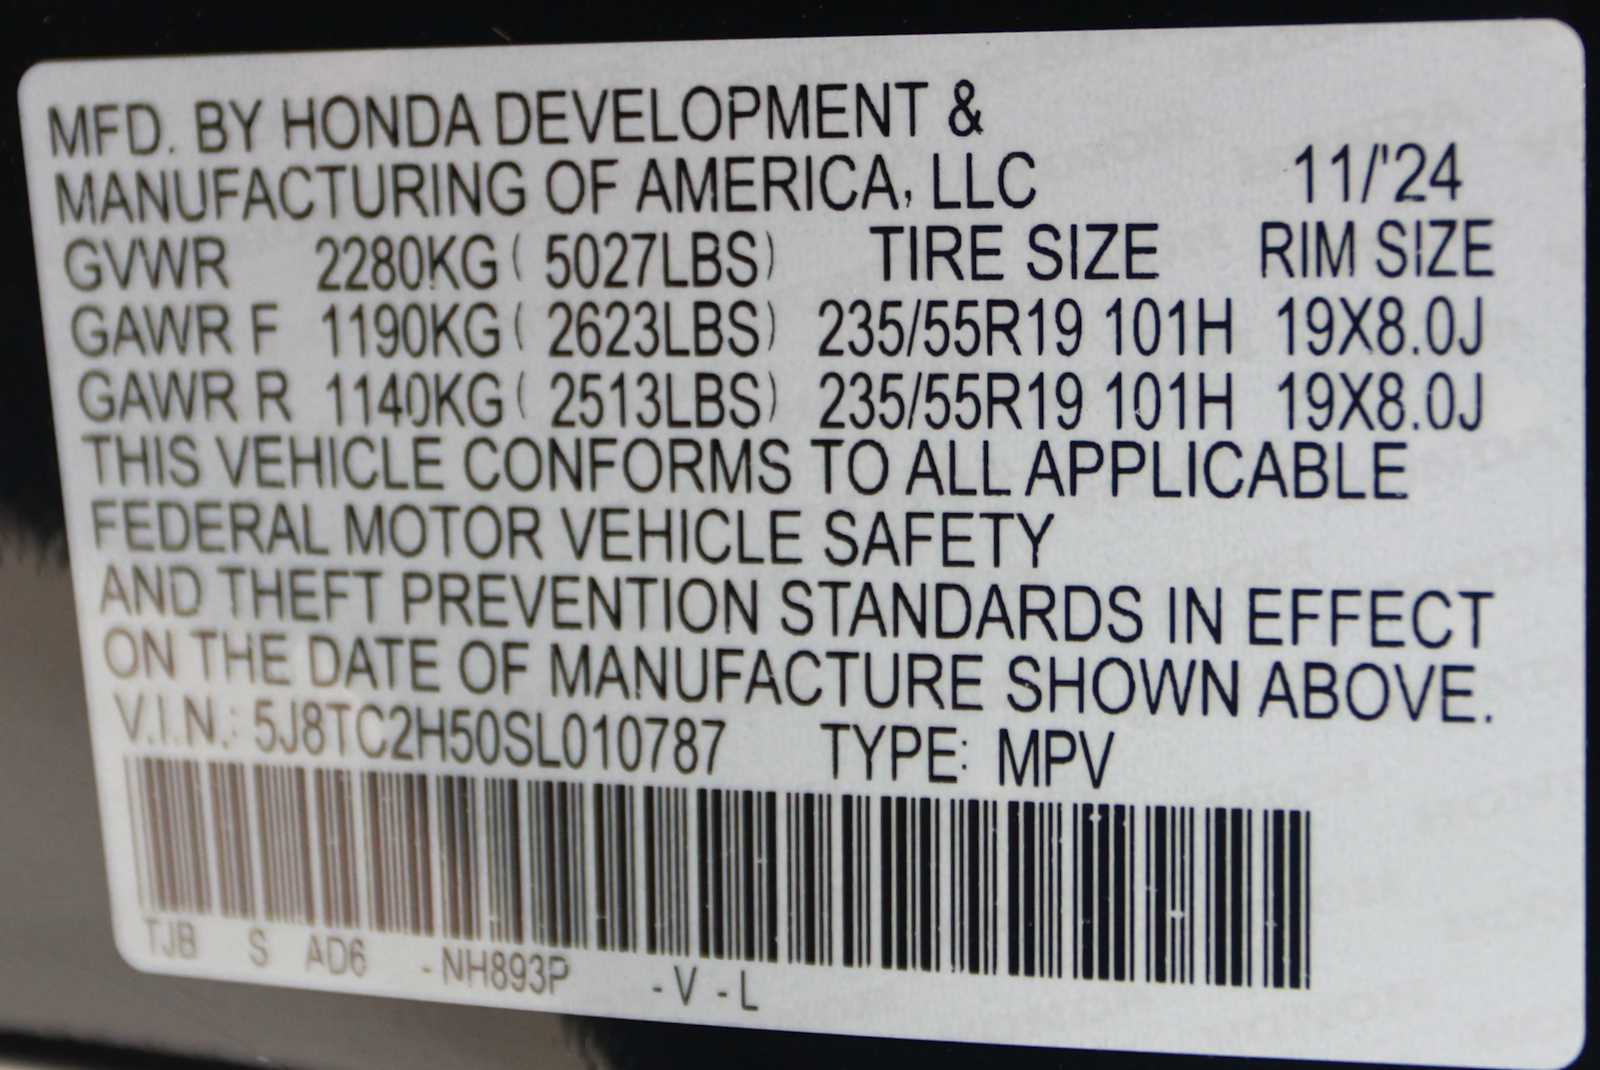 MFD. BY HONDA DEVELOPMENT &
MANUFACTURING OF AMERICA, LLC 11/'24
GVWR 2280KG ( 5027LBS) TIRE SIZE RIM SIZE
GAWR F 1190KG ( 2623LBS) 235/55R19 101H 19X8.0J
GAWR R 1140KG ( 2513LBS) 235/55R19 101H 19X8.0J
THIS VEHICLE CONFORMS TO ALL APPLICABLE
FEDERAL MOTOR VEHICLE SAFETY
AND THEFT PREVENTION STANDARDS IN EFFECT
ON THE DATE OF MANUFACTURE SHOWN ABOVE.
V.I.N.: 5J8TC2H50SL010787 TYPE: MPV
TJB S AD6 -NH893P -V -L